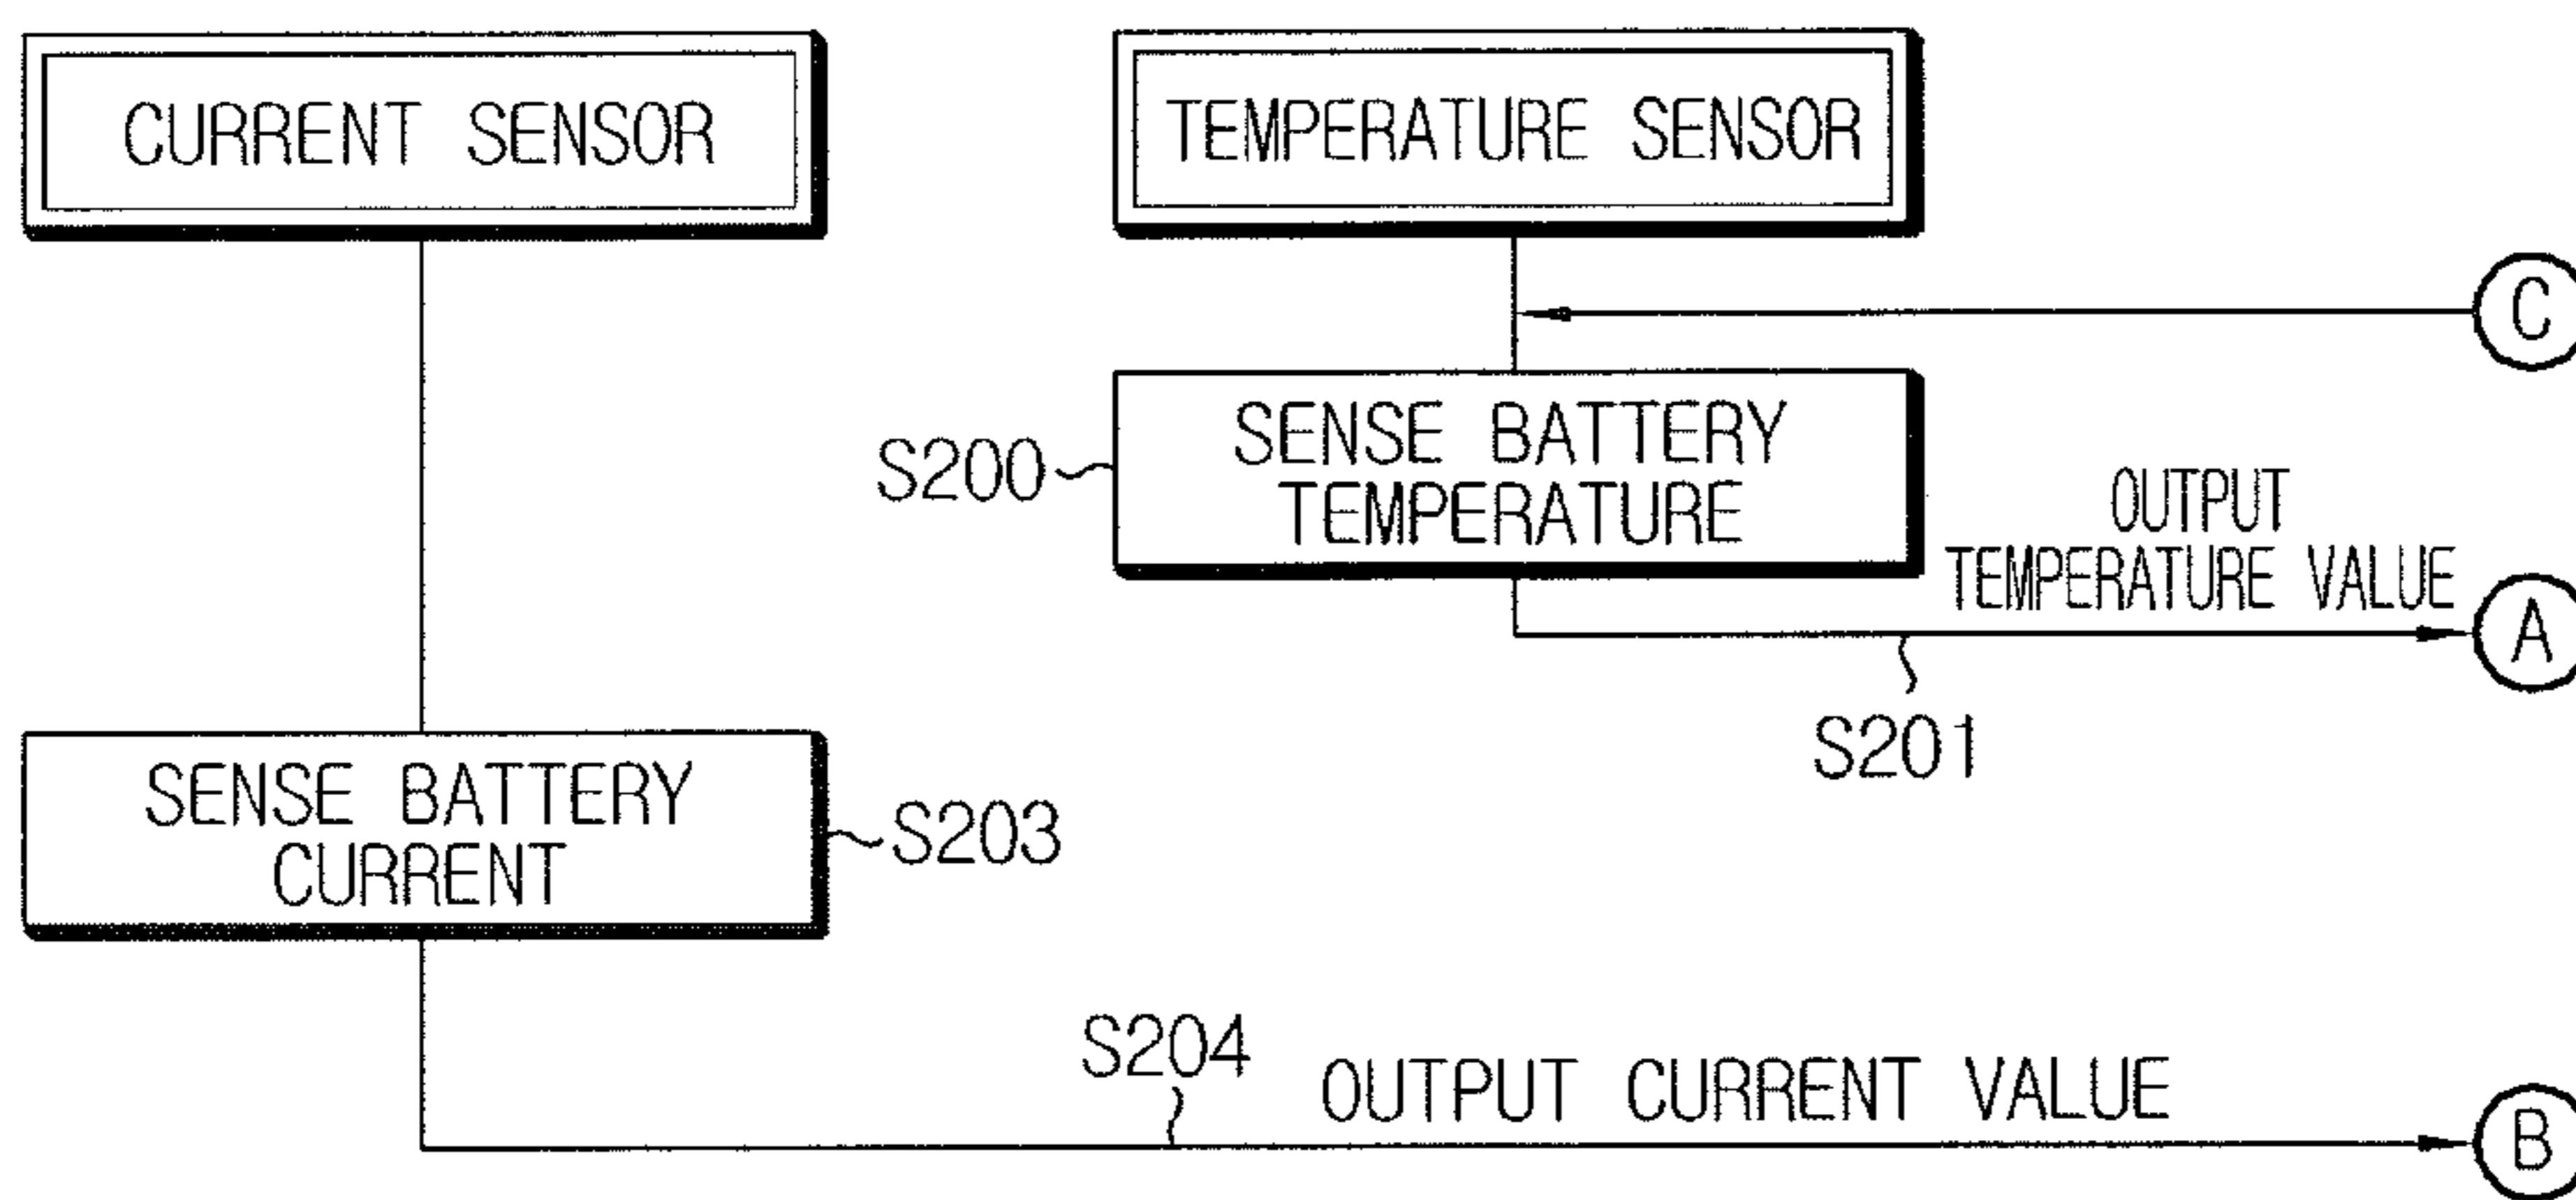 CURRENT SENSOR
TEMPERATURE SENSOR
C
S200
SENSE BATTERY
TEMPERATURE
OUTPUT
TEMPERATURE VALUE
A
S201
SENSE BATTERY
CURRENT
S203
S204
OUTPUT CURRENT VALUE
B